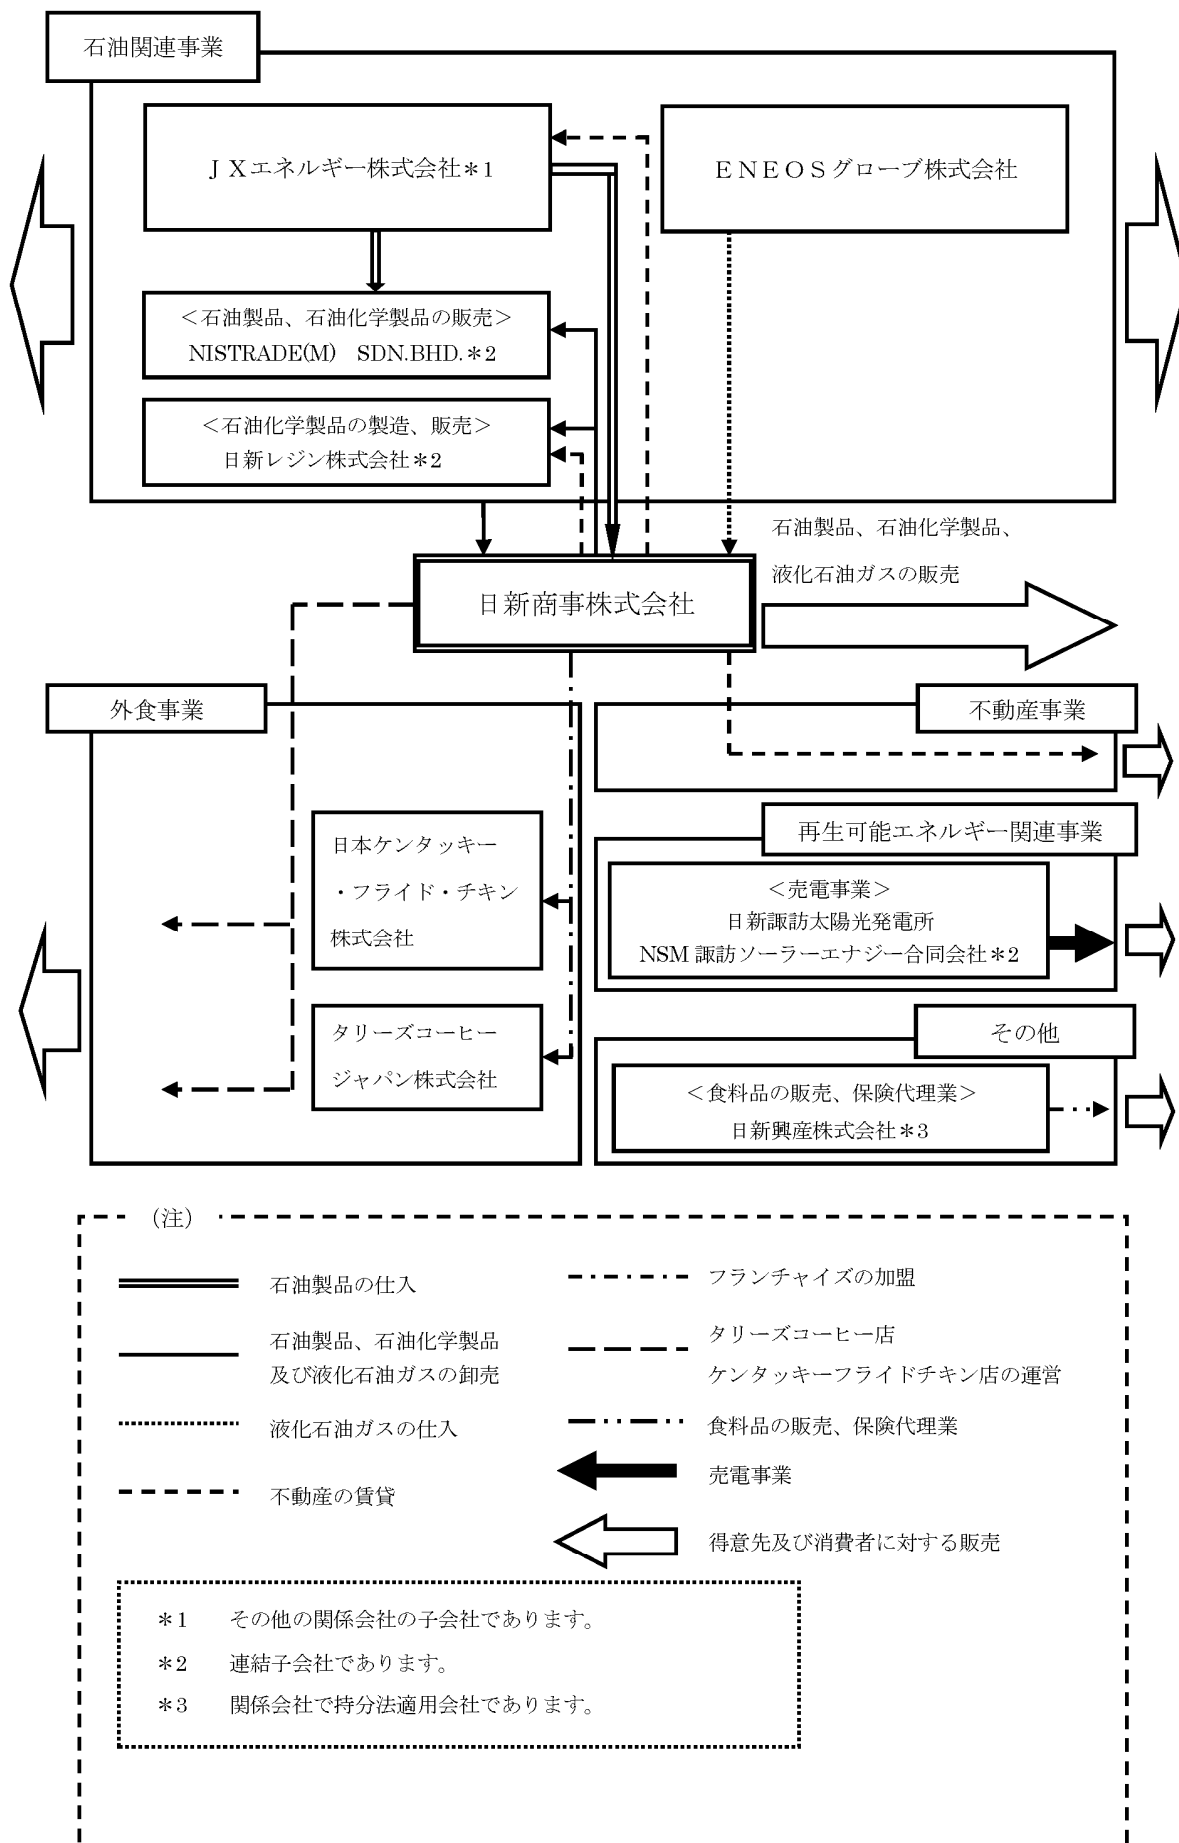 石油関連事業
ＪＸエネルギー株式会社＊1
ＥＮＥＯＳグローブ株式会社
＜石油製品、石油化学製品の販売＞
NISTRADE(M)　SDN.BHD.＊2
＜石油化学製品の製造、販売＞
日新レジン株式会社＊2
石油製品、石油化学製品、
液化石油ガスの販売
日新商事株式会社
外食事業
不動産事業
日本ケンタッキー
・フライド・チキン
株式会社
タリーズコーヒー
ジャパン株式会社
再生可能エネルギー関連事業
＜売電事業＞
日新諏訪太陽光発電所
NSM 諏訪ソーラーエナジー合同会社＊2
その他
＜食料品の販売、保険代理業＞
日新興産株式会社＊3
（注）
石油製品の仕入
石油製品、石油化学製品
及び液化石油ガスの卸売
液化石油ガスの仕入
不動産の賃貸
フランチャイズの加盟
タリーズコーヒー店
ケンタッキーフライドチキン店の運営
食料品の販売、保険代理業
売電事業
得意先及び消費者に対する販売
＊1　その他の関係会社の子会社であります。
＊2　連結子会社であります。
＊3　関係会社で持分法適用会社であります。